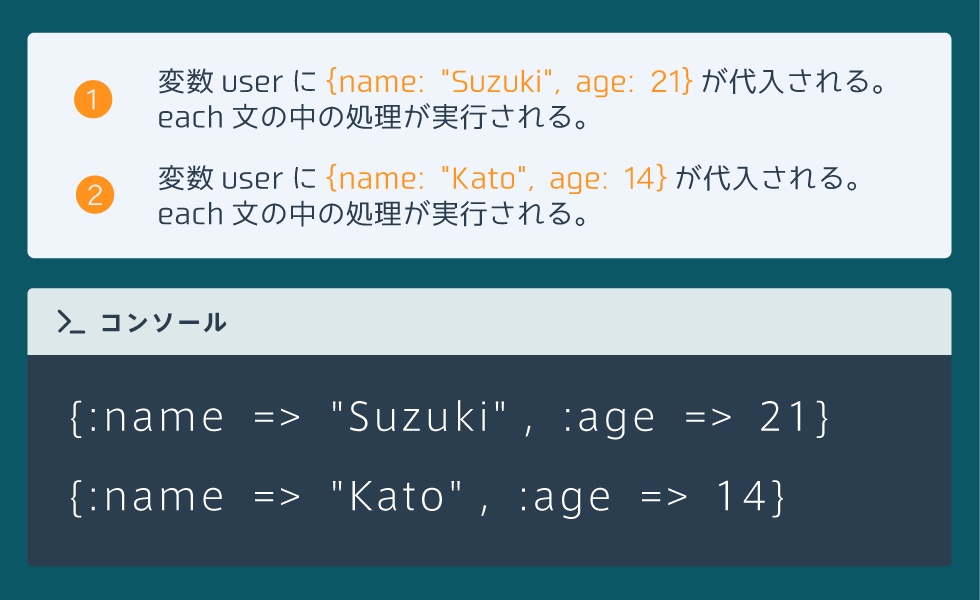 1
変数 user に {name: "Suzuki", age: 21} が代入される。
each 文の中の処理が実行される。
2
変数 user に {name: "Kato", age: 14} が代入される。
each 文の中の処理が実行される。
>_ コンソール
{:name => "Suzuki", :age => 21}
{:name => "Kato", :age => 14}